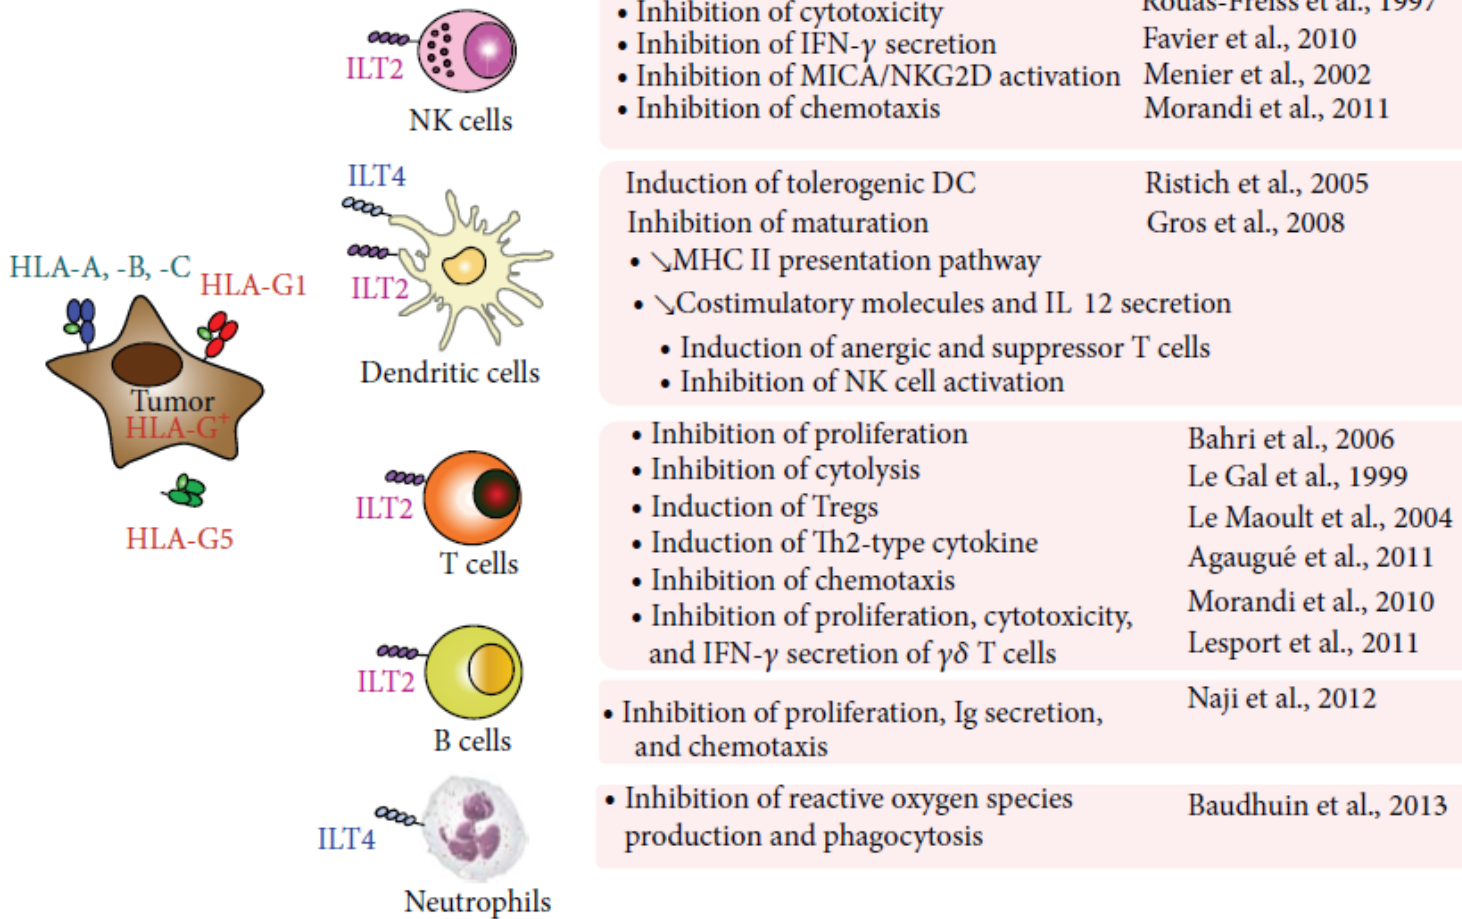 • Inhibition of cytotoxicity
Rouas-Freiss et al., 1997
• Inhibition of IFN-γ secretion
Favier et al., 2010
• Inhibition of MICA/NKG2D activation
Menier et al., 2002
• Inhibition of chemotaxis
Morandi et al., 2011
ILT2
NK cells
ILT4
ILT2
Dendritic cells
Induction of tolerogenic DC
Ristich et al., 2005
Inhibition of maturation
Gros et al., 2008
• ↘MHC II presentation pathway
• ↘Costimulatory molecules and IL 12 secretion
• Induction of anergic and suppressor T cells
• Inhibition of NK cell activation
HLA-A, -B, -C
HLA-G1
Tumor
HLA-G+
HLA-G5
ILT2
T cells
• Inhibition of proliferation
Bahri et al., 2006
• Inhibition of cytolysis
Le Gal et al., 1999
• Induction of Tregs
Le Maoult et al., 2004
• Induction of Th2-type cytokine
Agaugué et al., 2011
• Inhibition of chemotaxis
Morandi et al., 2010
• Inhibition of proliferation, cytotoxicity,
and IFN-γ secretion of γδ T cells
Lesport et al., 2011
ILT2
B cells
• Inhibition of proliferation, Ig secretion,
and chemotaxis
Naji et al., 2012
ILT4
Neutrophils
• Inhibition of reactive oxygen species
production and phagocytosis
Baudhuin et al., 2013